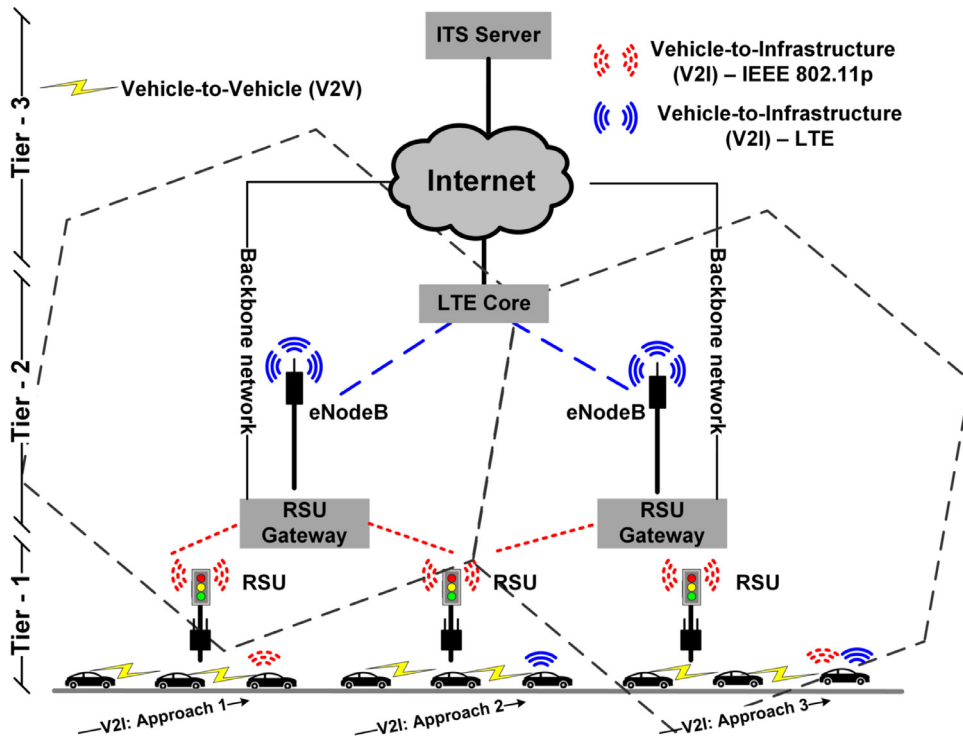 ITS Server
Vehicle-to-Infrastructure
(V2I) – IEEE 802.11p
Vehicle-to-Vehicle (V2V)
Vehicle-to-Infrastructure
(V2I) – LTE
Tier - 3
Internet
Backbone network
Backbone network
LTE Core
Tier - 2
eNodeB
eNodeB
RSU
Gateway
RSU
Gateway
Tier - 1
RSU
RSU
RSU
V2I: Approach 1
V2I: Approach 2
V2I: Approach 3